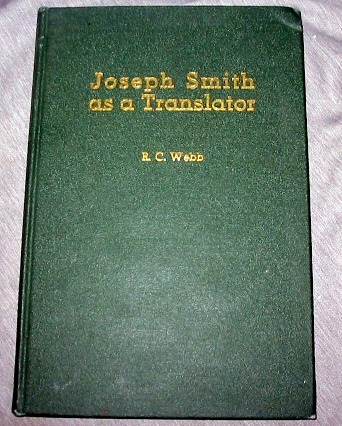 Joseph Smith
as a Translator
R. C. Webb